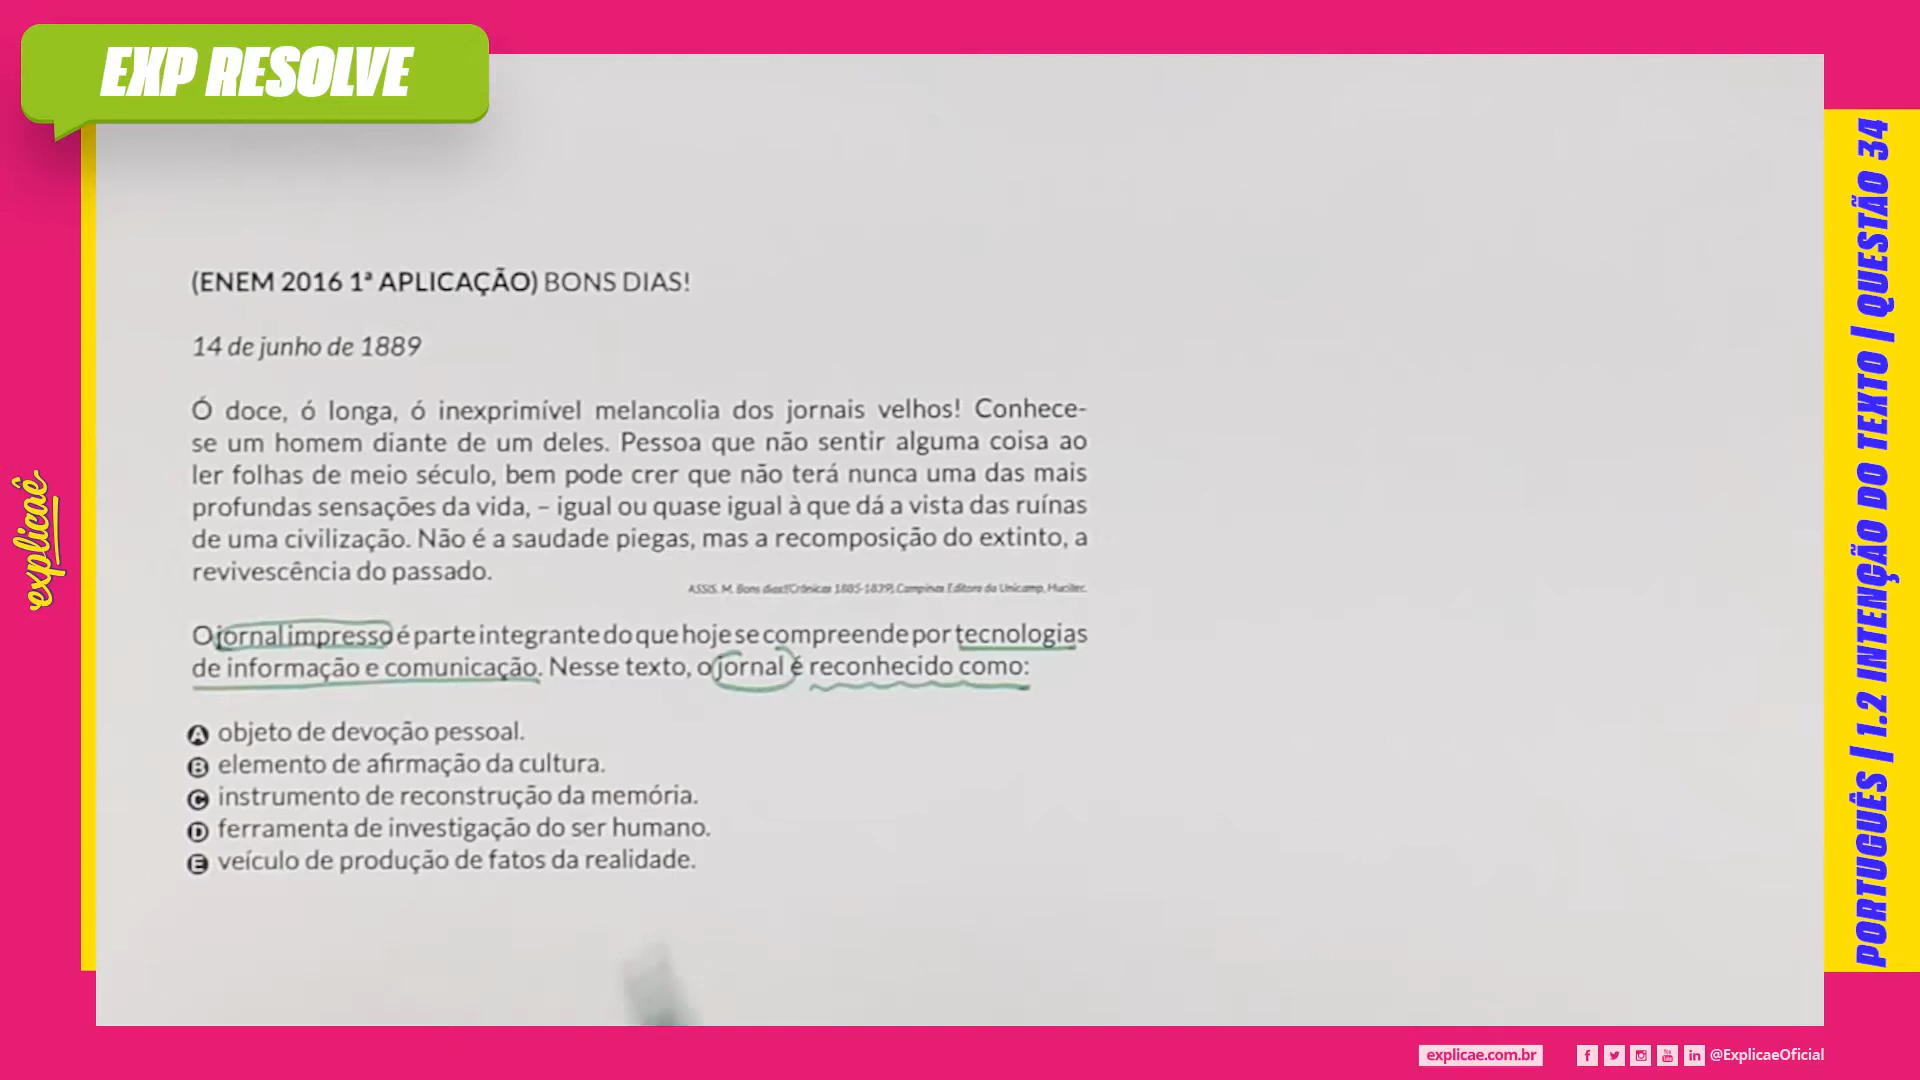 EXP RESOLVE
(ENEM 2016 1ª APLICAÇÃO) BONS DIAS!
14 de junho de 1889
Ó doce, ó longa, ó inexprimível melancolia dos jornais velhos! Conhece-
se um homem diante de um deles. Pessoa que não sentir alguma coisa ao
ler folhas de meio século, bem pode crer que não terá nunca uma das mais
profundas sensações da vida, – igual ou quase igual à que dá a vista das ruínas
de uma civilização. Não é a saudade piegas, mas a recomposição do extinto, a
revivescência do passado.
ASSIS. M. Bons dias! (Crônicas 1885-1839). Campinas Editora da Unicamp, Hucitec.
O jornal impresso é parte integrante do que hoje se compreende por tecnologias
de informação e comunicação. Nesse texto, o jornal é reconhecido como:
A objeto de devoção pessoal.
B elemento de afirmação da cultura.
C instrumento de reconstrução da memória.
D ferramenta de investigação do ser humano.
E veículo de produção de fatos da realidade.
explicaê
PORTUGUÊS | 1.2 INTENÇÃO DO TEXTO | QUESTÃO 34
explicae.com.br
@ExplicaeOficial